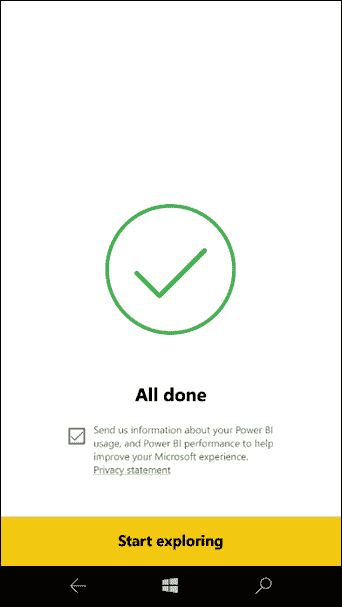 All done
Send us information about your Power BI
usage, and Power BI performance to help
improve your Microsoft experience.
Privacy statement
Start exploring